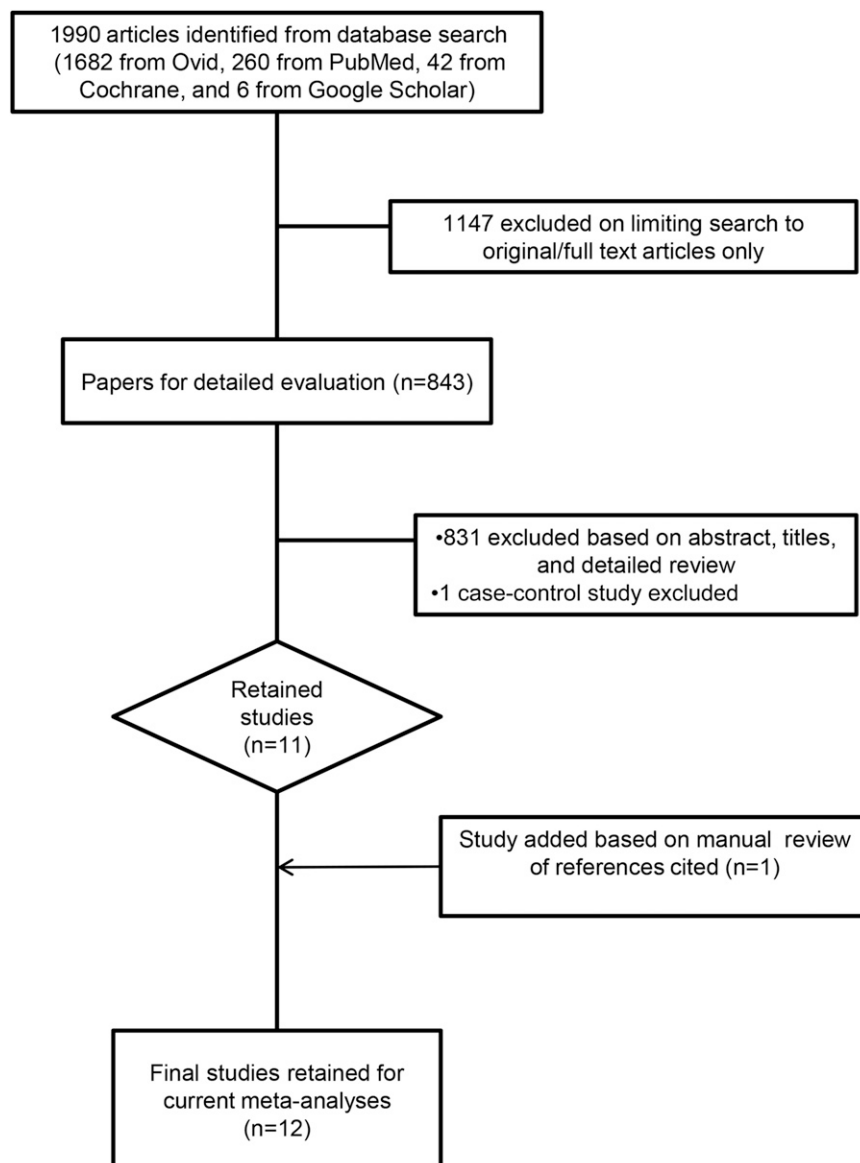 1990 articles identified from database search
(1682 from Ovid, 260 from PubMed, 42 from
Cochrane, and 6 from Google Scholar)
1147 excluded on limiting search to
original/full text articles only
Papers for detailed evaluation (n=843)
•831 excluded based on abstract, titles,
and detailed review
•1 case-control study excluded
Retained
studies
(n=11)
Study added based on manual review
of references cited (n=1)
Final studies retained for
current meta-analyses
(n=12)